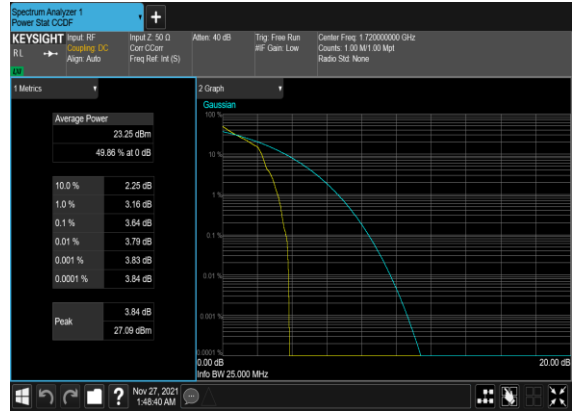 Spectrum Analyzer 1
Power Stat CCDF
KEYSIGHT
RL
LXI
Input: RF
Coupling: DC
Align: Auto
Input Z: 50 Ω
Corr CCorr
Freq Ref: Int (S)
Atten: 40 dB
Trig: Free Run
#IF Gain: Low
Center Freq: 1.720000000 GHz
Counts: 1.00 M/1.00 Mpt
Radio Std: None
1 Metrics
Average Power
23.25 dBm
49.86 % at 0 dB
10.0 % 2.25 dB
1.0 % 3.16 dB
0.1 % 3.64 dB
0.01 % 3.79 dB
0.001 % 3.83 dB
0.0001 % 3.84 dB
Peak
3.84 dB
27.09 dBm
2 Graph
Gaussian
100 %
10 %
1 %
0.1 %
0.01 %
0.001 %
0.0001 %
0.00 dB
20.00 dB
Info BW 25.000 MHz
Nov 27, 2021
1:48:40 AM